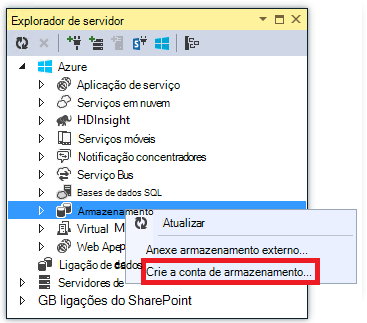 Explorador de servidor
Azure
Aplicação de serviço
Serviços em nuvem
HDInsight
Serviços móveis
Notificação concentradores
Serviço Bus
Bases de dados SQL
Armazenamento
Atualizar
Virtual M
Web App
Anexe armazenamento externo...
Ligação de dados
Crie a conta de armazenamento...
Servidores de
GB ligações do SharePoint